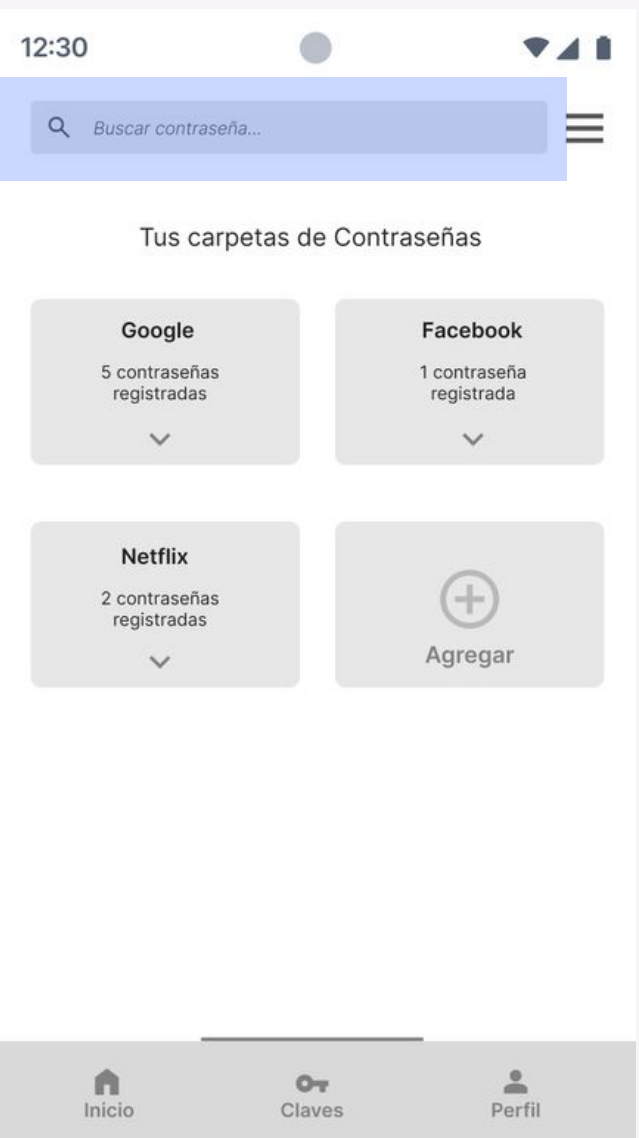 12:30
Buscar contraseña...
Tus carpetas de Contraseñas
Google
5 contraseñas
registradas
Facebook
1 contraseña
registrada
Netflix
2 contraseñas
registradas
Agregar
Inicio
Claves
Perfil